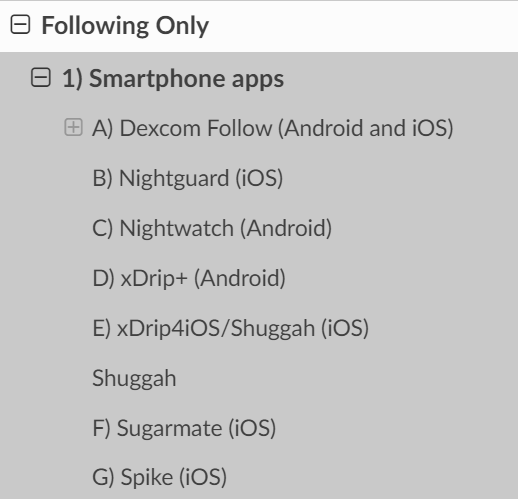 Following Only
1) Smartphone apps
A) Dexcom Follow (Android and iOS)
B) Nightguard (iOS)
C) Nightwatch (Android)
D) xDrip+ (Android)
E) xDrip4iOS/Shuggah (iOS)
Shuggah
F) Sugarmate (iOS)
G) Spike (iOS)